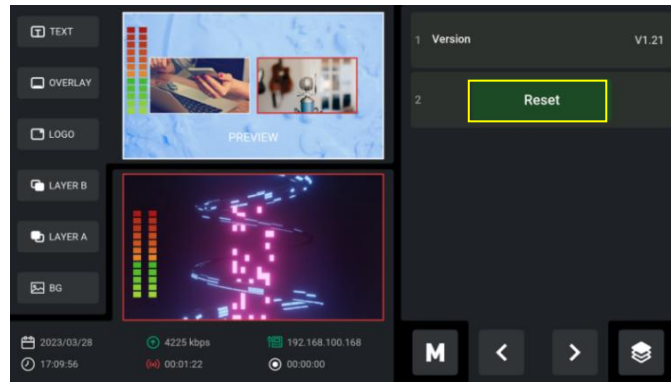 TEXT
OVERLAY
LOGO
LAYER B
LAYER A
BG
PREVIEW
2023/03/28
4225 kbps
192.168.100.168
17:09:56
00:01:22
00:00:00
1 Version V1.21
2 Reset
M